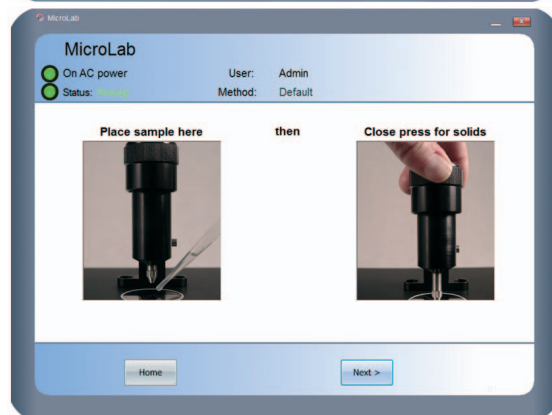 MicroLab
MicroLab
On AC power
User: Admin
Status:
Method: Default
Place sample here
then
Close press for solids
Home
Next >